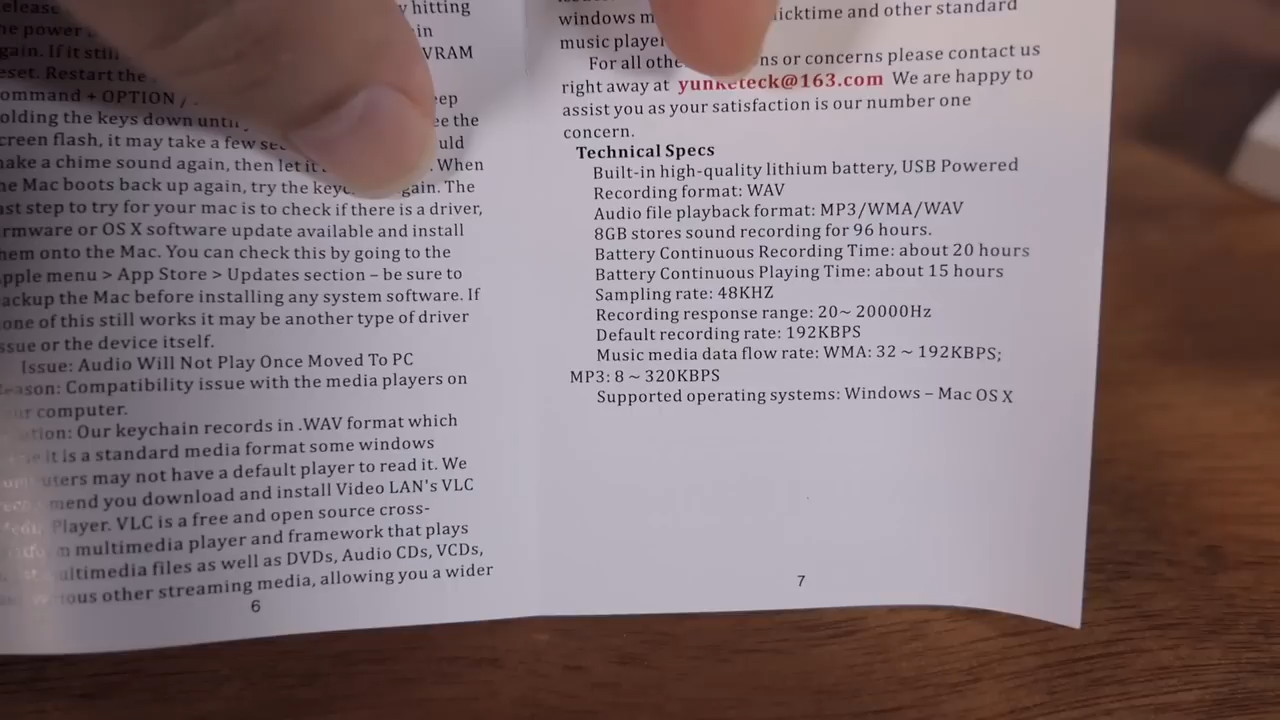 hitting
he power in
gain. If it still VRAM
eset. Restart the
ommand + OPTION /
olding the keys down until ee the
creen flash, it may take a few
ake a chime sound again, then let it When
he Mac boots back up again, try the again. The
ast step to try for your mac is to check if there is a driver,
rmware or OS X software update available and install
hem onto the Mac. You can check this by going to the
pple menu > App Store > Updates section – be sure to
ackup the Mac before installing any system software. If
one of this still works it may be another type of driver
ssue or the device itself.
Issue: Audio Will Not Play Once Moved To PC
eason: Compatibility issue with the media players on
ur computer.
tion: Our keychain records in .WAV format which
it is a standard media format some windows
uters may not have a default player to read it. We
mend you download and install Video LAN's VLC
Player. VLC is a free and open source cross-
m multimedia player and framework that plays
ultimedia files as well as DVDs, Audio CDs, VCDs,
ious other streaming media, allowing you a wider
6
windows m icktime and other standard
music player
For all othe ns or concerns please contact us
right away at yunketeck@163.com We are happy to
assist you as your satisfaction is our number one
concern.
Technical Specs
Built-in high-quality lithium battery, USB Powered
Recording format: WAV
Audio file playback format: MP3/WMA/WAV
8GB stores sound recording for 96 hours.
Battery Continuous Recording Time: about 20 hours
Battery Continuous Playing Time: about 15 hours
Sampling rate: 48KHZ
Recording response range: 20~ 20000Hz
Default recording rate: 192KBPS
Music media data flow rate: WMA: 32 ~ 192KBPS;
MP3: 8 ~ 320KBPS
Supported operating systems: Windows – Mac OS X
7